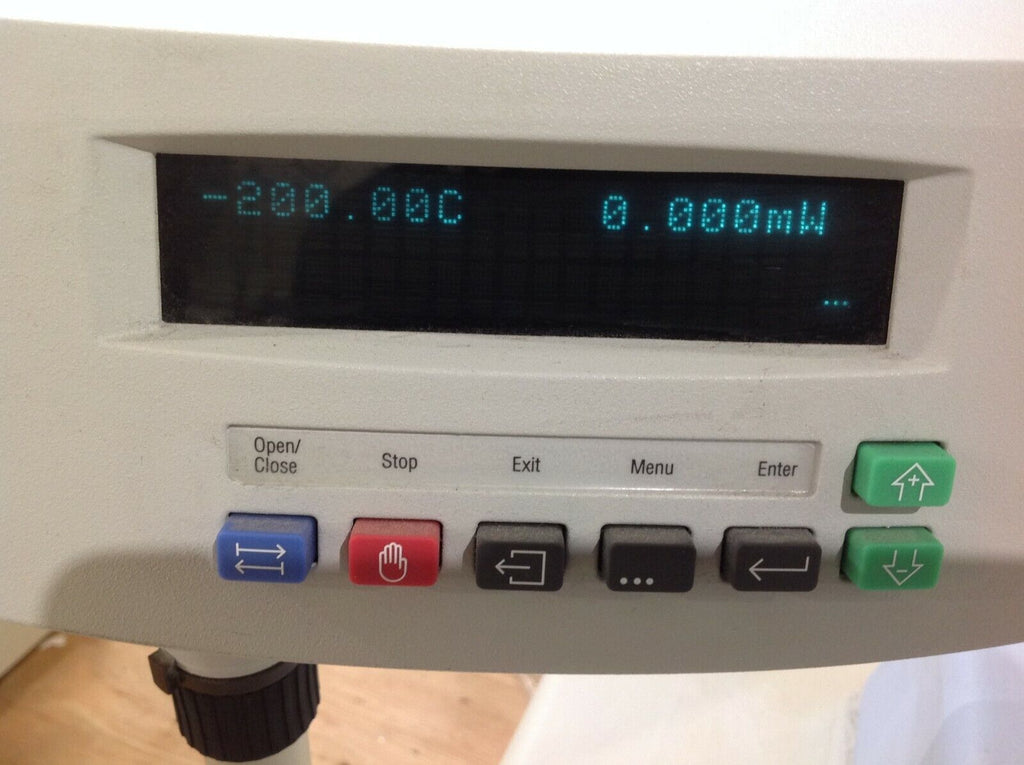 -200.00C 0.000mW
...
Open/
Close
Stop
Exit
Menu
Enter